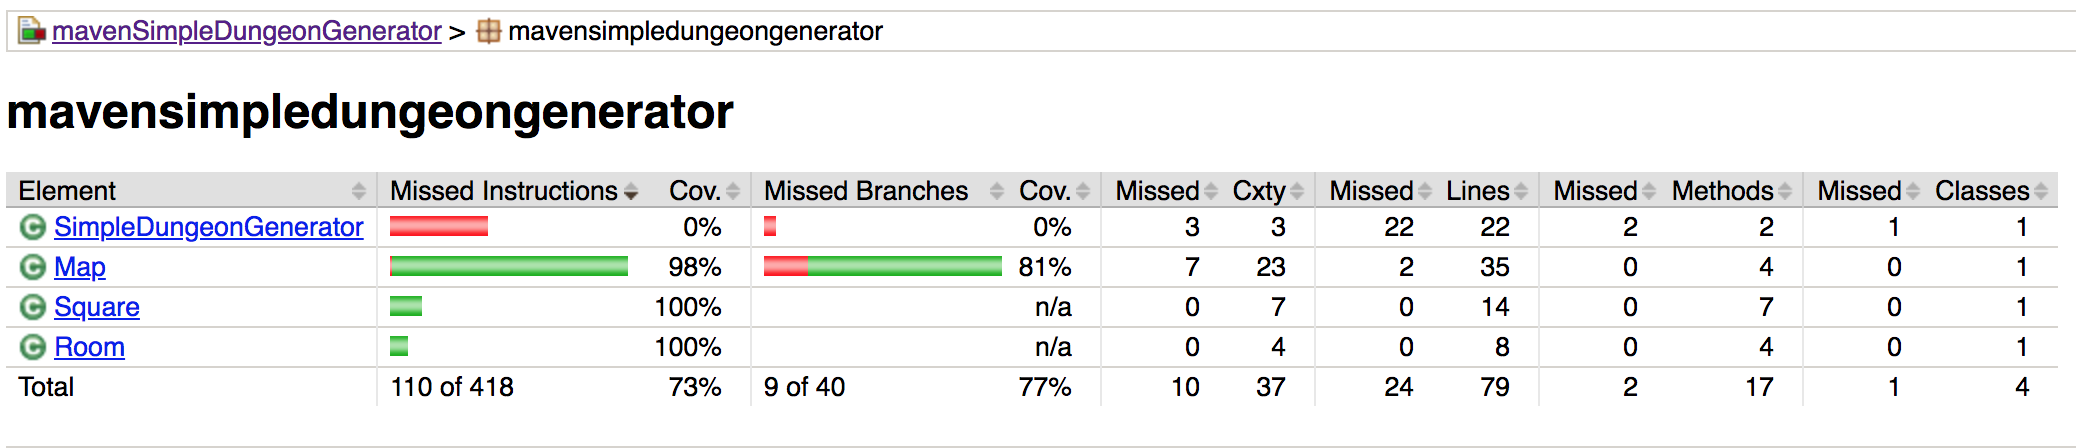 mavenSimpleDungeonGenerator > mavensimpledungeongenerator
mavensimpledungeongenerator
Element Missed Instructions Cov. Missed Branches Cov. Missed Cxty Missed Lines Missed Methods Missed Classes
C SimpleDungeonGenerator 0% 0% 3 3 22 22 2 2 1 1
C Map 98% 81% 7 23 2 35 0 4 0 1
C Square 100% n/a 0 7 0 14 0 7 0 1
C Room 100% n/a 0 4 0 8 0 4 0 1
Total 110 of 418 73% 9 of 40 77% 10 37 24 79 2 17 1 4